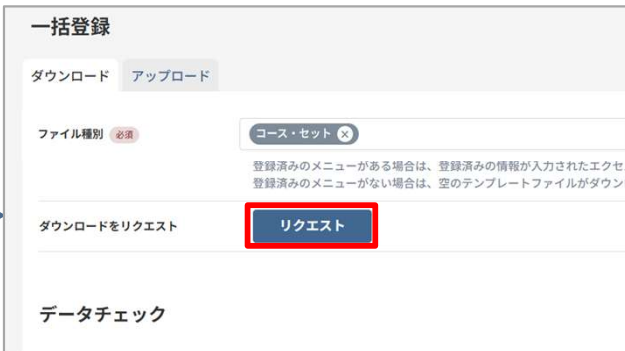 一括登録
ダウンロード アップロード
ファイル種別 必須 コース・セット
登録済みのメニューがある場合は、登録済みの情報が入力されたエクセ
登録済みのメニューがない場合は、空のテンプレートファイルがダウン
ダウンロードをリクエスト リクエスト
データチェック